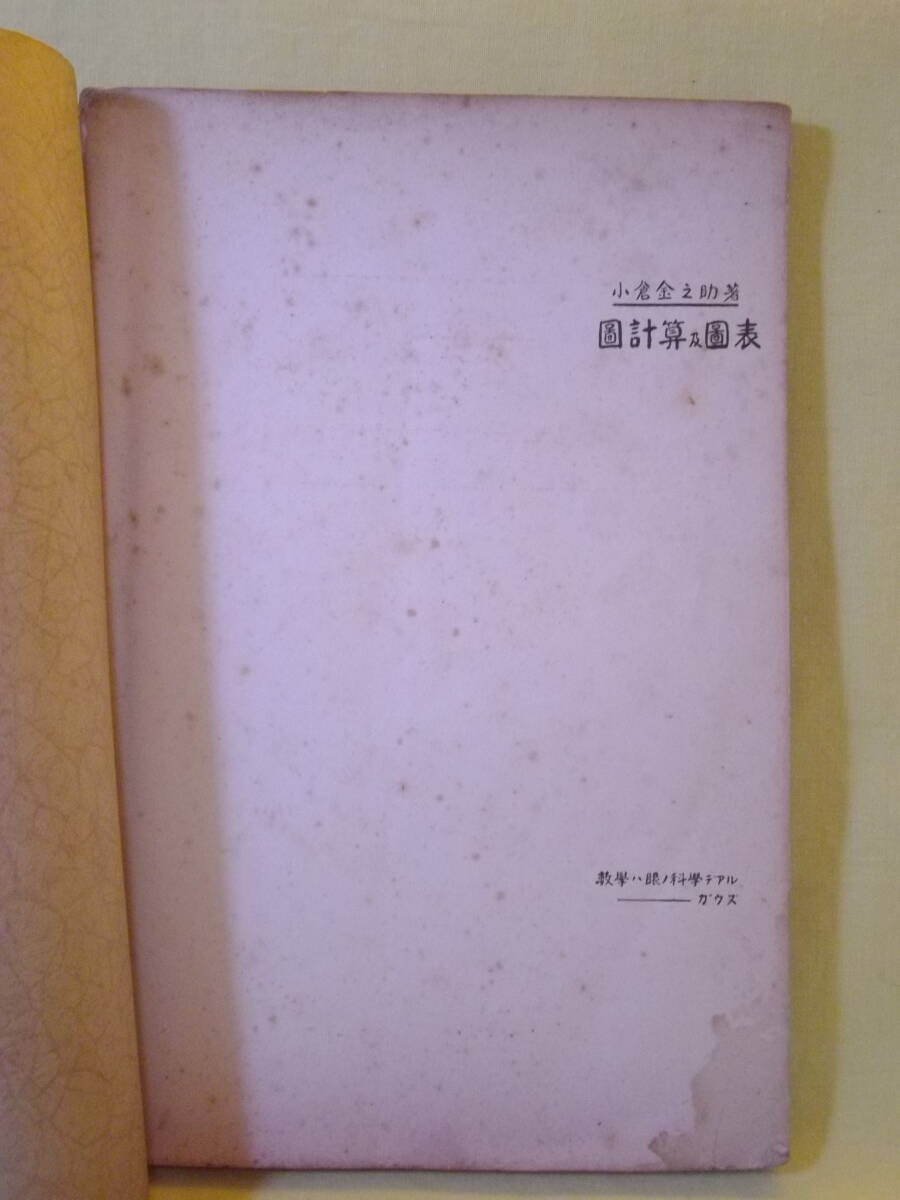 小倉金之助著
圖計算及圖表
數學ハ眼ノ科學デアル
——— ガウス